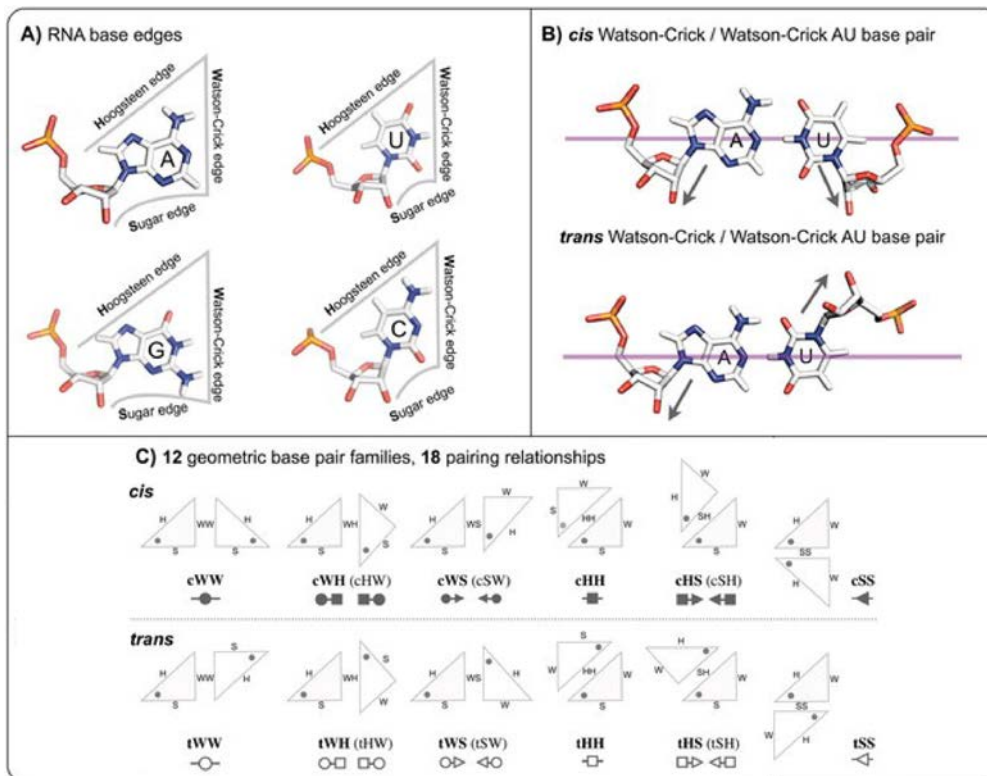 A) RNA base edges
Hoogsteen edge
Watson-Crick edge
A
Sugar edge
Hoogsteen edge
Watson-Crick edge
U
Sugar edge
Hoogsteen edge
Watson-Crick edge
G
Sugar edge
Hoogsteen edge
Watson-Crick edge
C
Sugar edge
B) cis Watson-Crick / Watson-Crick AU base pair
A U
trans Watson-Crick / Watson-Crick AU base pair
A U
C) 12 geometric base pair families, 18 pairing relationships
cis
H WW H
S S
H WH W
S S
H WS W
S H
W
S HH W
S
W
H SH W
S
H W
SS
H W
cWW cWH (cHW) cWS (cSW) cHH cHS (cSH) cSS
trans
H WW S
S H
H WH S
S W
H WS H
S W
S
W HH H W
S
H
W SH W
S
H W
SS
W H
tWW tWH (tHW) tWS (tSW) tHH tHS (tSH) tSS